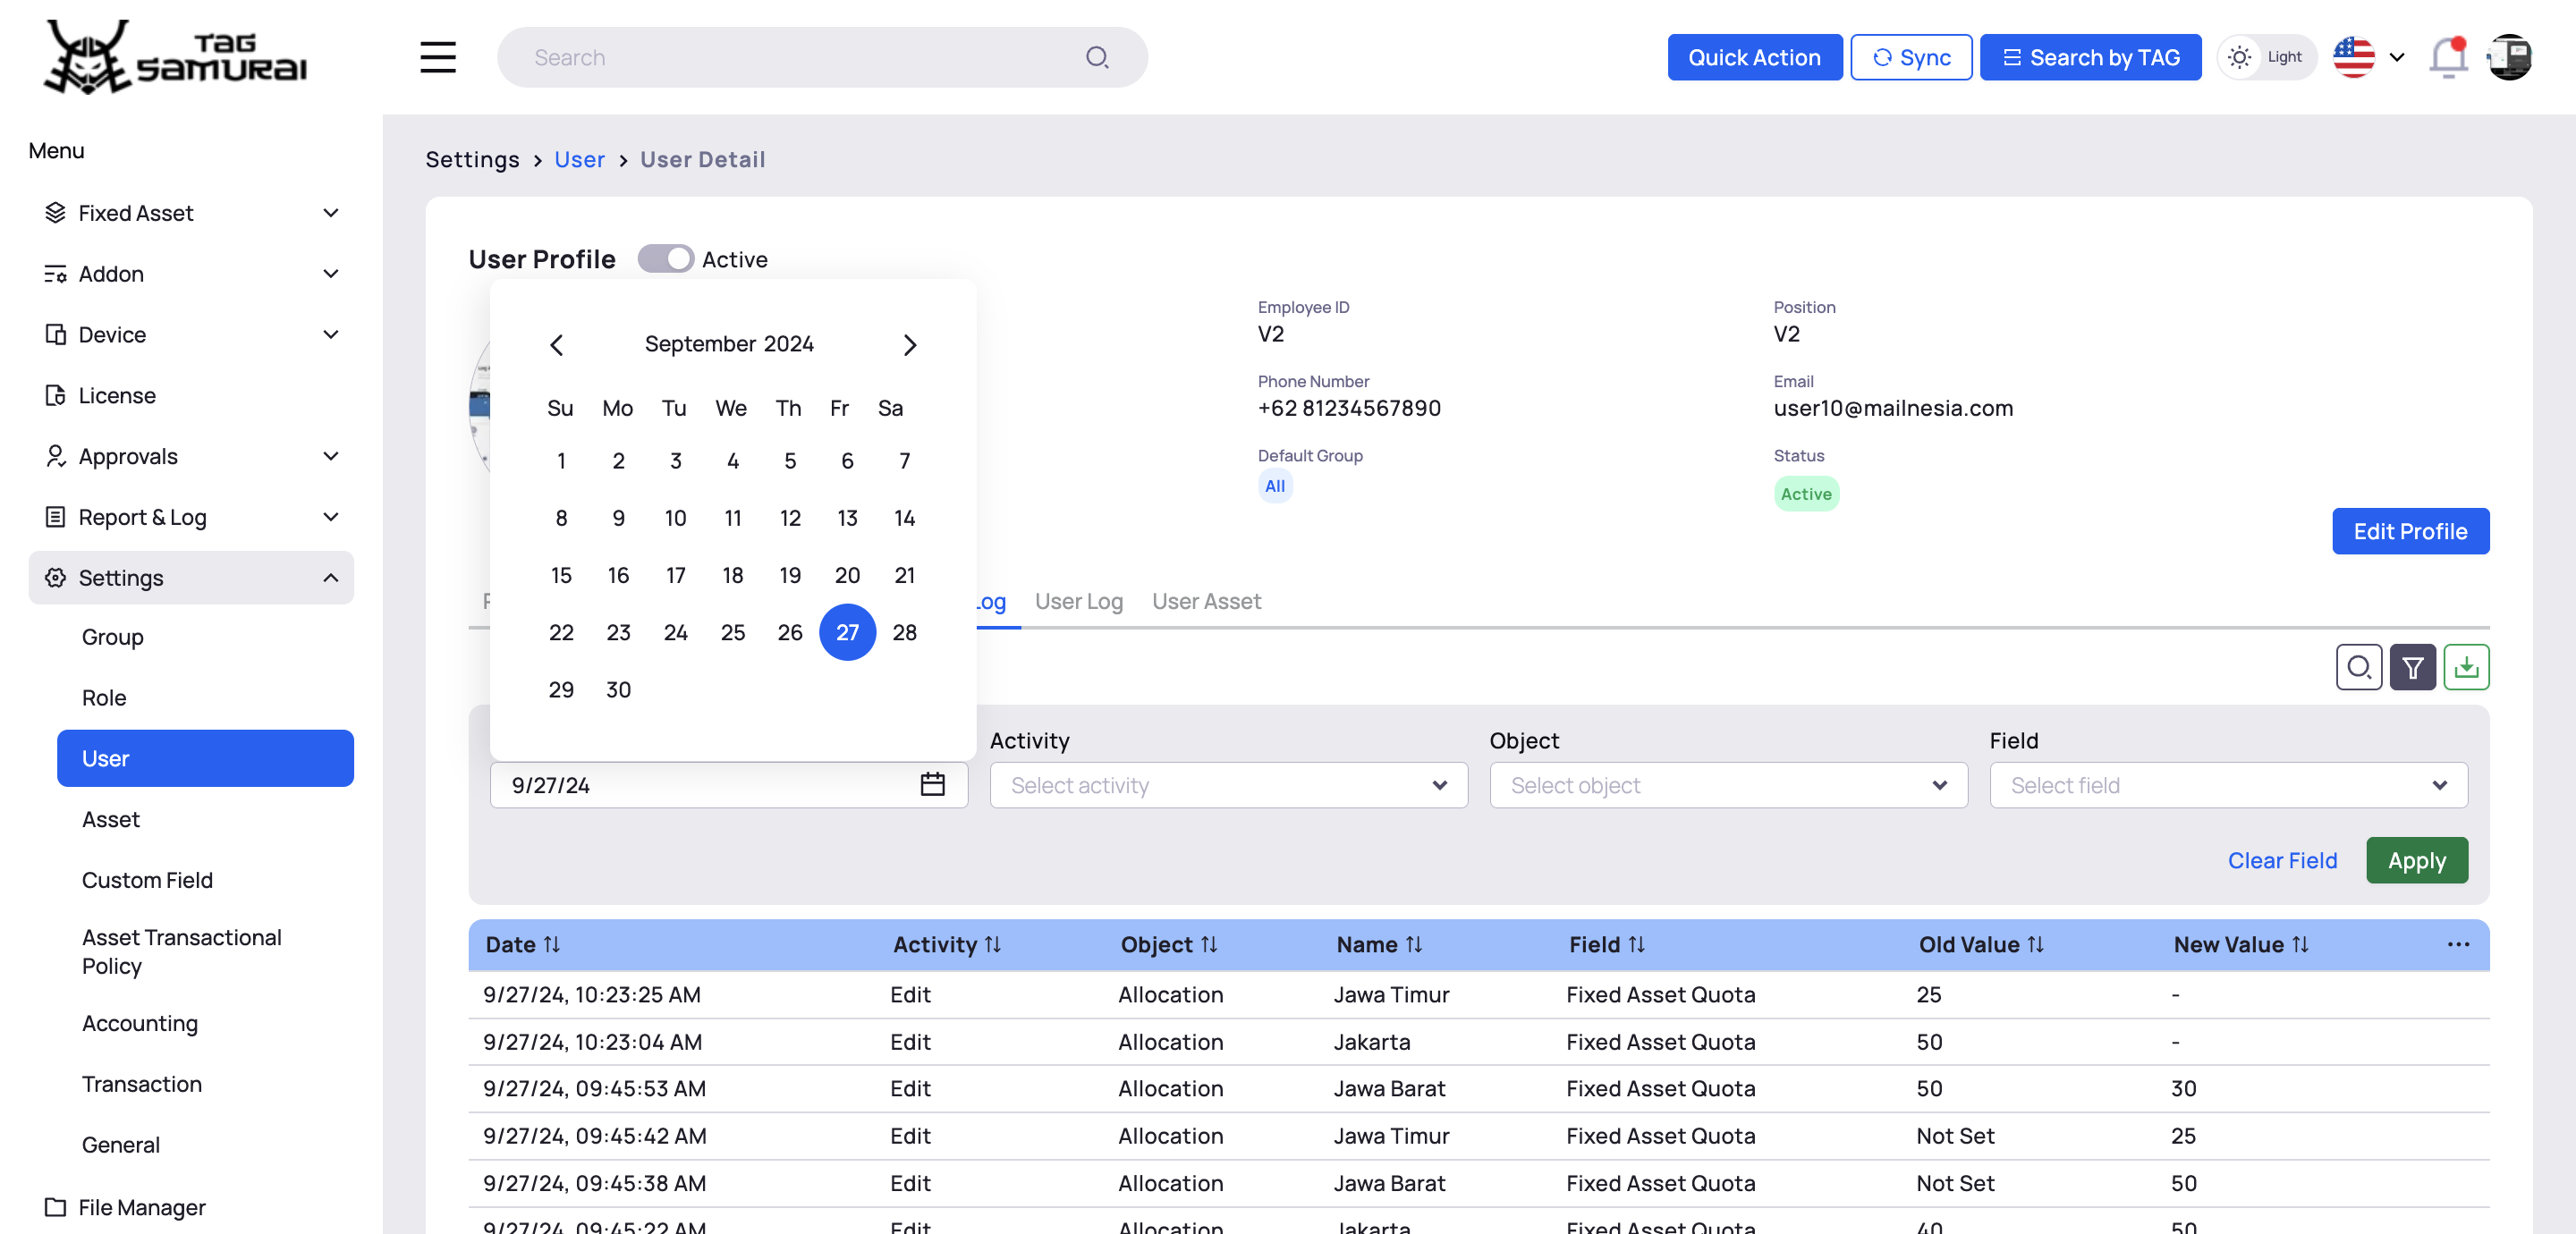 TAG SAMURAI
Search
Quick Action
Sync
Search by TAG
Light
Menu
Fixed Asset
Addon
Device
License
Approvals
Report & Log
Settings
Group
Role
User
Asset
Custom Field
Asset Transactional
Policy
Accounting
Transaction
General
File Manager
Settings > User > User Detail
User Profile Active
September 2024
Su Mo Tu We Th Fr Sa
1 2 3 4 5 6 7
8 9 10 11 12 13 14
15 16 17 18 19 20 21
22 23 24 25 26 27 28
29 30
Employee ID
V2
Position
V2
Phone Number
+62 81234567890
Email
user10@mailnesia.com
Default Group
All
Status
Active
Edit Profile
Log User Log User Asset
9/27/24
Activity
Select activity
Object
Select object
Field
Select field
Clear Field
Apply
Date Activity Object Name Field Old Value New Value ...
9/27/24, 10:23:25 AM Edit Allocation Jawa Timur Fixed Asset Quota 25 -
9/27/24, 10:23:04 AM Edit Allocation Jakarta Fixed Asset Quota 50 -
9/27/24, 09:45:53 AM Edit Allocation Jawa Barat Fixed Asset Quota 50 30
9/27/24, 09:45:42 AM Edit Allocation Jawa Timur Fixed Asset Quota Not Set 25
9/27/24, 09:45:38 AM Edit Allocation Jawa Barat Fixed Asset Quota Not Set 50
9/27/24, 09:45:22 AM Edit Allocation Jakarta Fixed Asset Quota 40 50